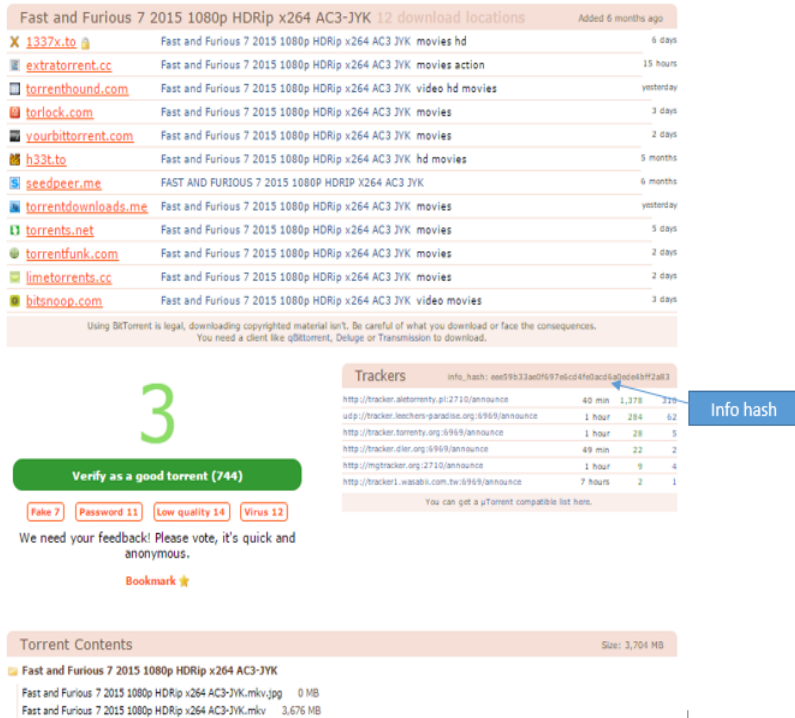 Fast and Furious 7 2015 1080p HDRip x264 AC3-JYK 12 download locations Added 6 months ago
1337x.to Fast and Furious 7 2015 1080p HDRip x264 AC3 JYK movies hd 6 days
extratorrent.cc Fast and Furious 7 2015 1080p HDRip x264 AC3 JYK movies action 15 hours
torrenthound.com Fast and Furious 7 2015 1080p HDRip x264 AC3 JYK video hd movies yesterday
torlock.com Fast and Furious 7 2015 1080p HDRip x264 AC3 JYK movies 3 days
yourbittorrent.com Fast and Furious 7 2015 1080p HDRip x264 AC3 JYK movies 2 days
h33t.to Fast and Furious 7 2015 1080p HDRip x264 AC3 JYK hd movies 5 months
seedpeer.me FAST AND FURIOUS 7 2015 1080P HDRIP X264 AC3 JYK 6 months
torrentdownloads.me Fast and Furious 7 2015 1080p HDRip x264 AC3 JYK movies yesterday
torrents.net Fast and Furious 7 2015 1080p HDRip x264 AC3 JYK movies 5 days
torrentfunk.com Fast and Furious 7 2015 1080p HDRip x264 AC3 JYK movies 2 days
limetorrents.cc Fast and Furious 7 2015 1080p HDRip x264 AC3 JYK movies 2 days
bitsnoop.com Fast and Furious 7 2015 1080p HDRip x264 AC3 JYK video movies 3 days
Using BitTorrent is legal, downloading copyrighted material isn't. Be careful of what you download or face the consequences.
You need a client like qBittorrent, Deluge or Transmission to download.
3
Verify as a good torrent (744)
Fake 7 Password 11 Low quality 14 Virus 12
We need your feedback! Please vote, it's quick and
anonymous.
Bookmark
Trackers info_hash:
http://tracker.aletorrenty.pl:2710/announce 40 min 1,378 310
udp://tracker.leechers-paradise.org:6969/announce 1 hour 284 62
http://tracker.torrenty.org:6969/announce 1 hour 28 5
http://tracker.dler.org:6969/announce 49 min 22 2
http://mgtracker.org:2710/announce 1 hour 9 4
http://tracker1.wasabii.com.tw:6969/announce 7 hours 2 1
You can get a µTorrent compatible list here.
Info hash
Torrent Contents Size: 3,704 MB
Fast and Furious 7 2015 1080p HDRip x264 AC3-JYK
Fast and Furious 7 2015 1080p HDRip x264 AC3-JYK.mkv.jpg 0 MB
Fast and Furious 7 2015 1080p HDRip x264 AC3-JYK.mkv 3,676 MB